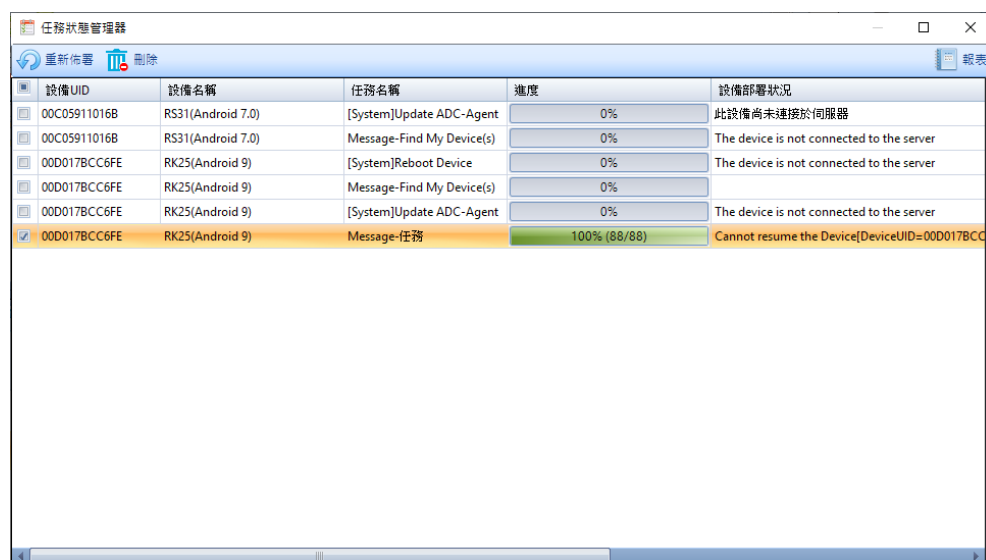 任務狀態管理器
重新佈署 刪除 報表
設備UID 設備名稱 任務名稱 進度 設備部署狀況
00C05911016B RS31(Android 7.0) [System]Update ADC-Agent 0% 此設備尚未連接於伺服器
00C05911016B RS31(Android 7.0) Message-Find My Device(s) 0% The device is not connected to the server
00D017BCC6FE RK25(Android 9) [System]Reboot Device 0% The device is not connected to the server
00D017BCC6FE RK25(Android 9) Message-Find My Device(s) 0%
00D017BCC6FE RK25(Android 9) [System]Update ADC-Agent 0% The device is not connected to the server
00D017BCC6FE RK25(Android 9) Message-任務 100% (88/88) Cannot resume the Device[DeviceUID=00D017BCC